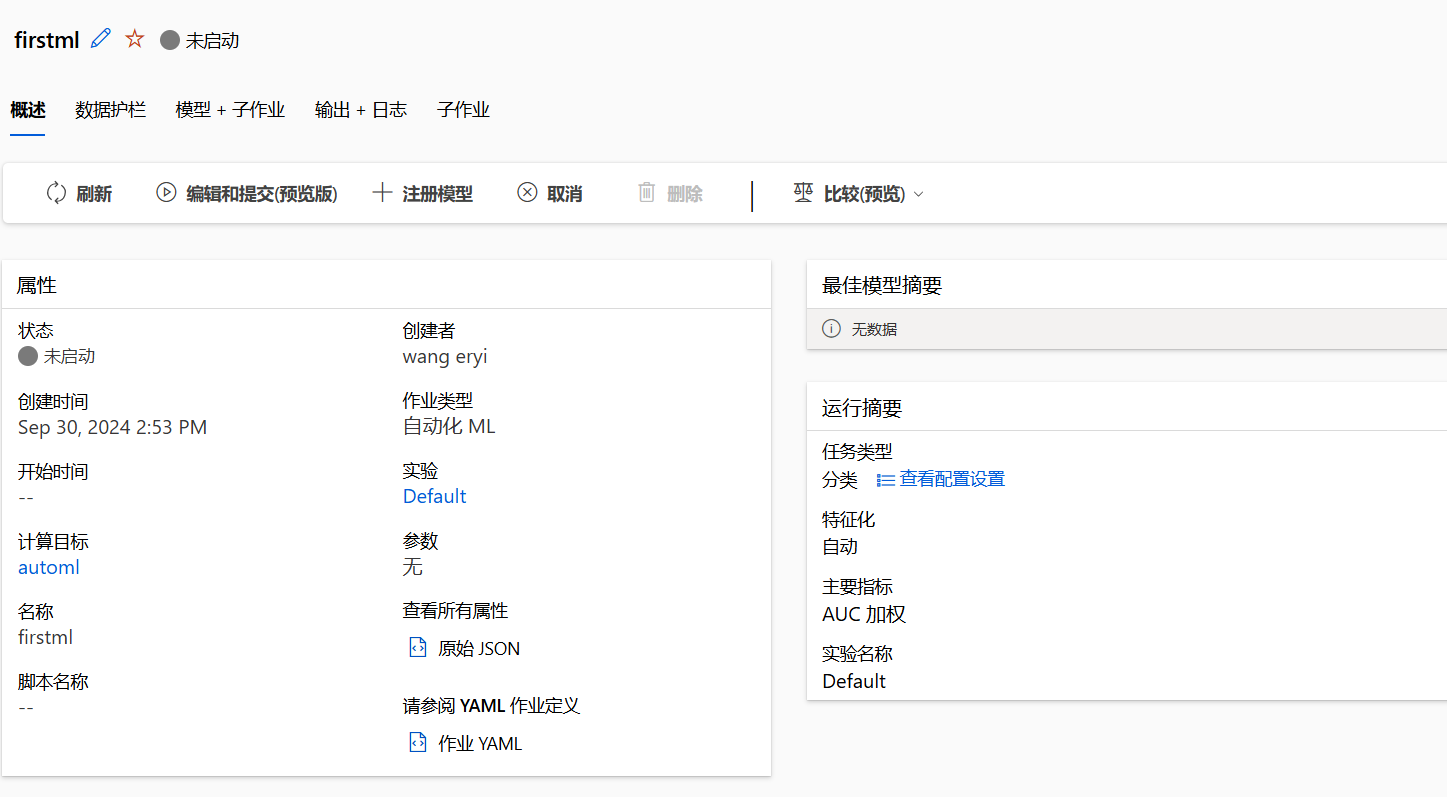 firstml 未启动
概述 数据护栏 模型 + 子作业 输出 + 日志 子作业
刷新 编辑和提交(预览版) 注册模型 取消 删除 比较(预览)
属性
状态
未启动
创建时间
Sep 30, 2024 2:53 PM
开始时间
--
计算目标
automl
名称
firstml
脚本名称
--
创建者
wang eryi
作业类型
自动化 ML
实验
Default
参数
无
查看所有属性
原始 JSON
请参阅 YAML 作业定义
作业 YAML
最佳模型摘要
无数据
运行摘要
任务类型
分类 查看配置设置
特征化
自动
主要指标
AUC 加权
实验名称
Default